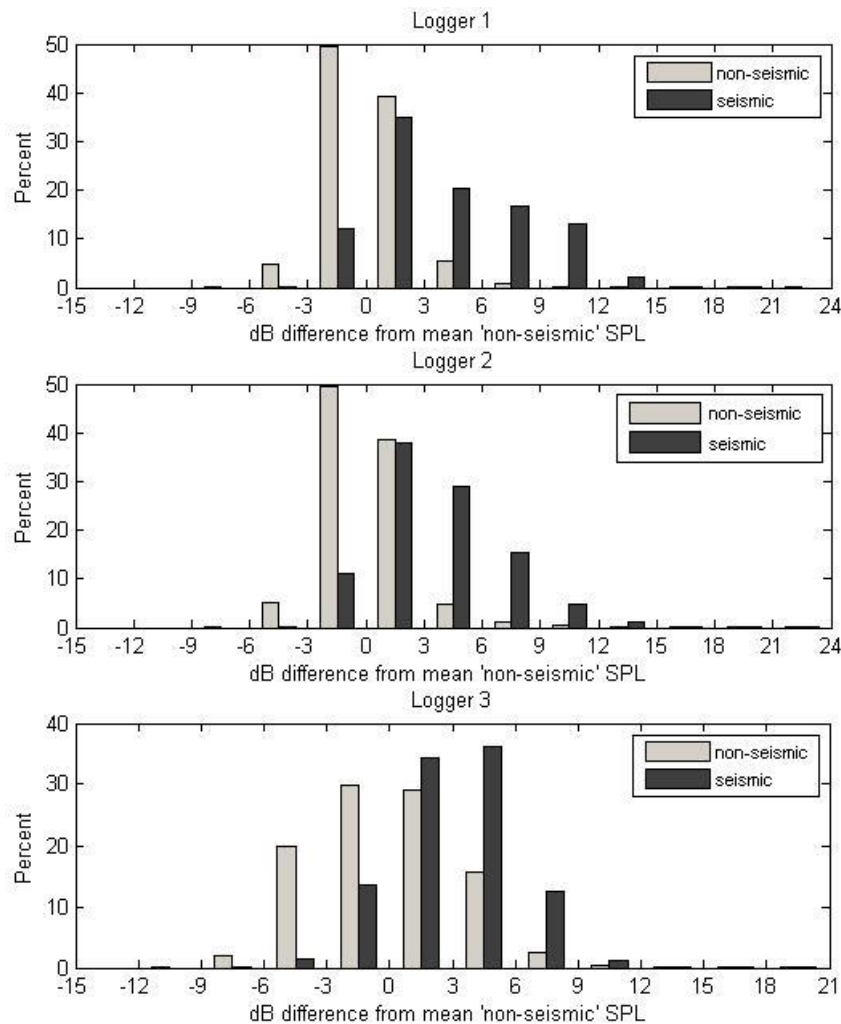 Logger 1
50
40
30
20
10
0
Percent
non-seismic
seismic
-15 -12 -9 -6 -3 0 3 6 9 12 15 18 21 24
dB difference from mean 'non-seismic' SPL
Logger 2
50
40
30
20
10
0
Percent
non-seismic
seismic
-15 -12 -9 -6 -3 0 3 6 9 12 15 18 21 24
dB difference from mean 'non-seismic' SPL
Logger 3
40
30
20
10
0
Percent
non-seismic
seismic
-15 -12 -9 -6 -3 0 3 6 9 12 15 18 21
dB difference from mean 'non-seismic' SPL